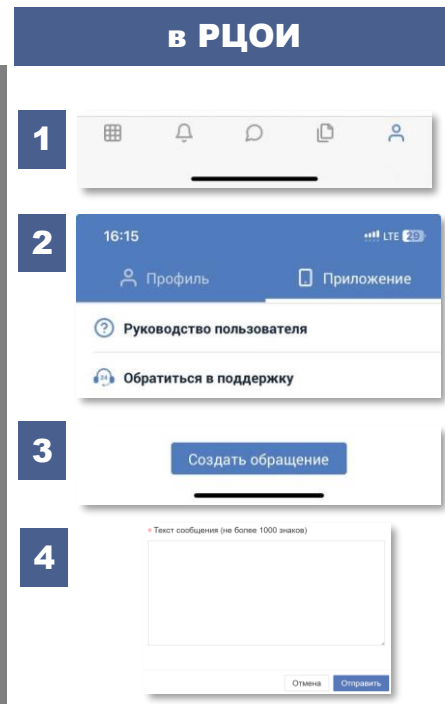 в РЦОИ
1
2
16:15
LTE 29
Профиль
Приложение
Руководство пользователя
24
Обратиться в поддержку
3
Создать обращение
4
* Текст сообщения (не более 1000 знаков)
Отмена
Отправить